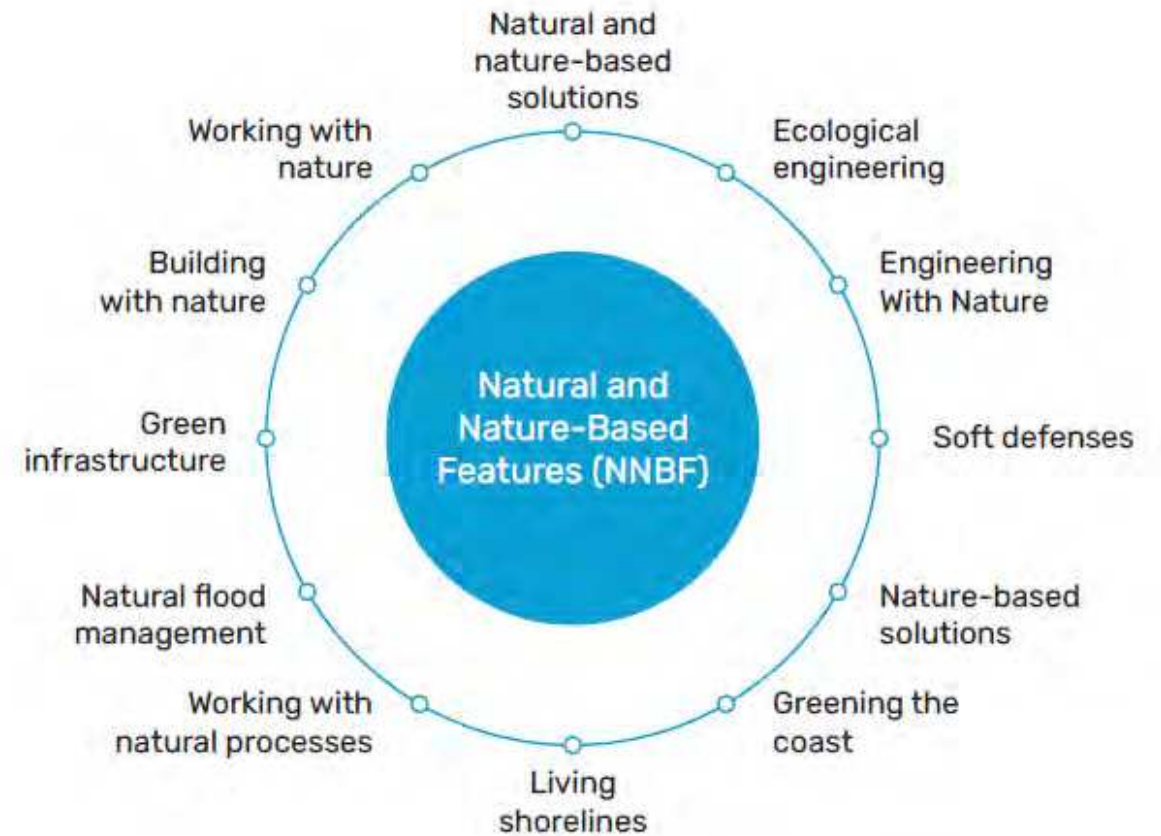 Natural and
nature-based
solutions
Ecological
engineering
Engineering
With Nature
Soft defenses
Nature-based
solutions
Greening the
coast
Living
shorelines
Working with
natural processes
Natural flood
management
Green
infrastructure
Building
with nature
Working with
nature
Natural and
Nature-Based
Features (NNBF)